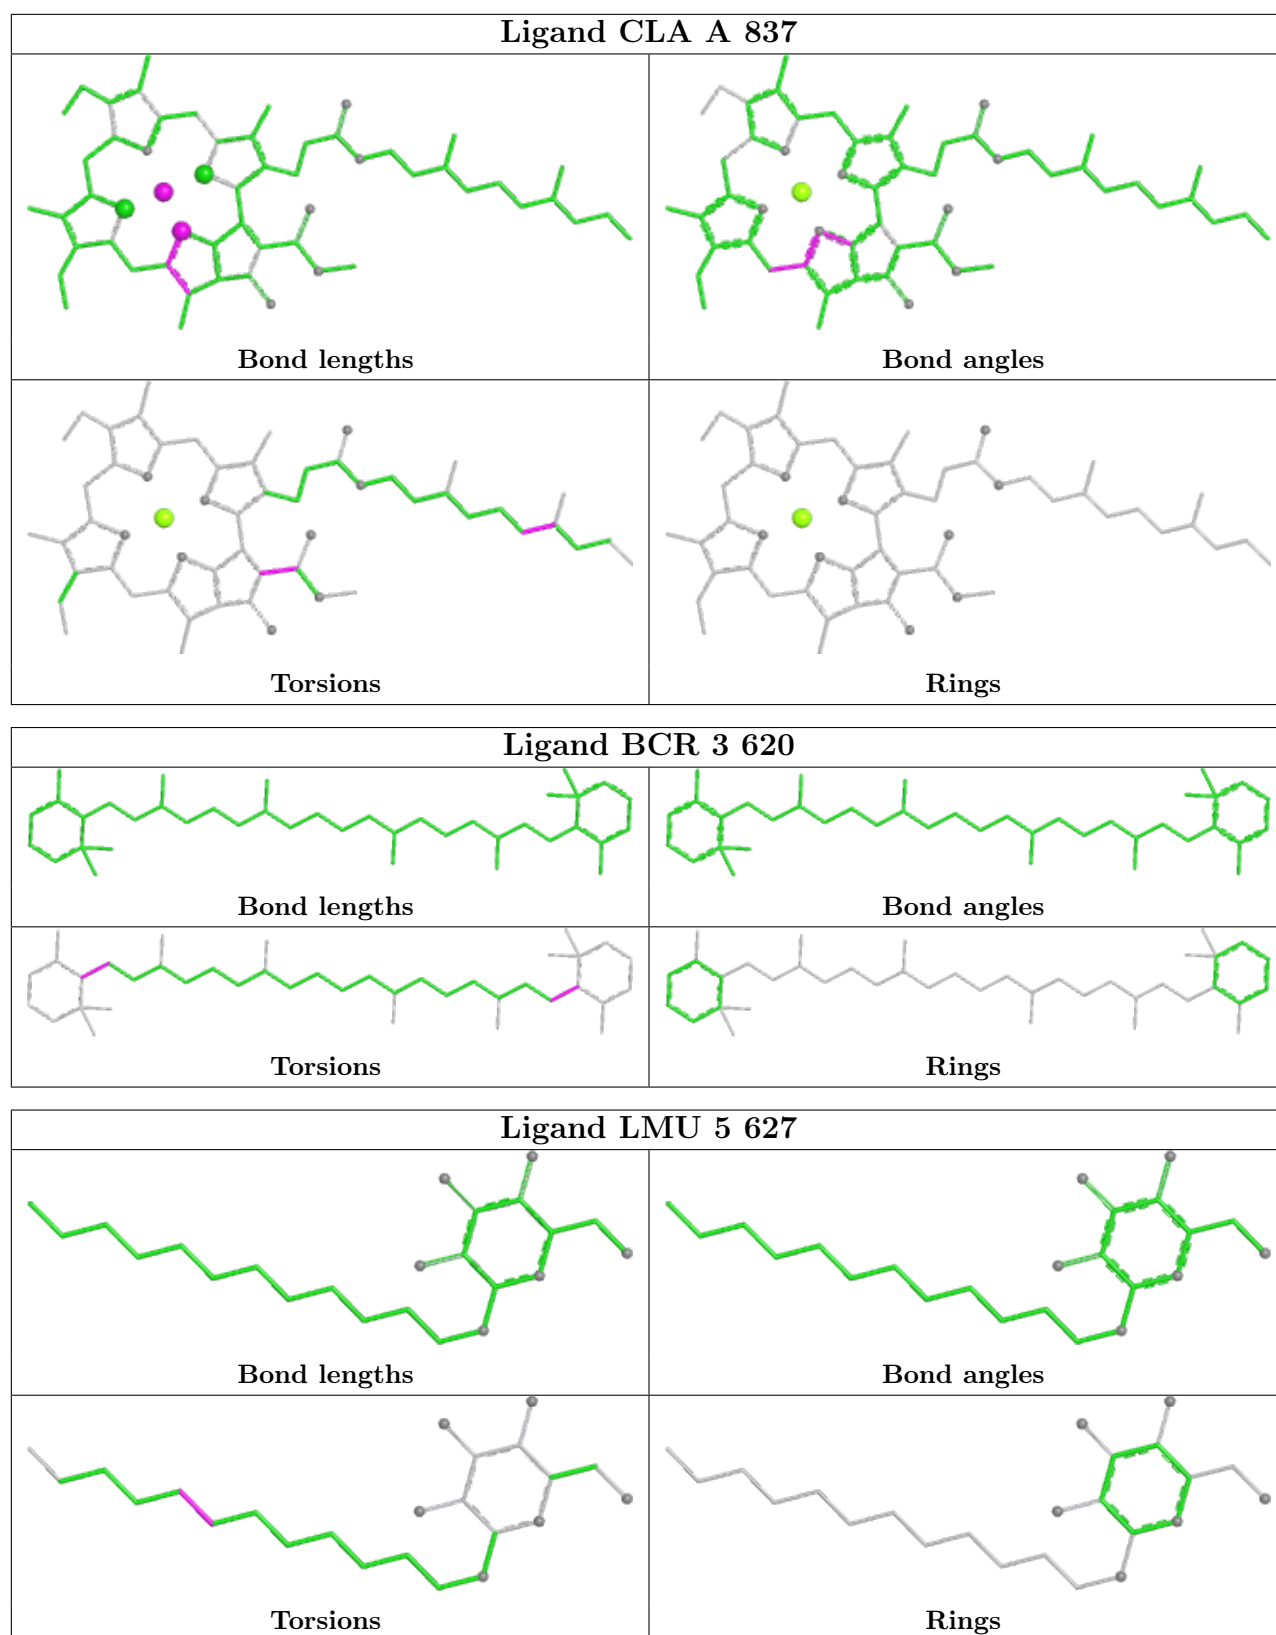 Ligand CLA A 837
Bond lengths
Bond angles
Torsions
Rings
Ligand BCR 3 620
Bond lengths
Bond angles
Torsions
Rings
Ligand LMU 5 627
Bond lengths
Bond angles
Torsions
Rings